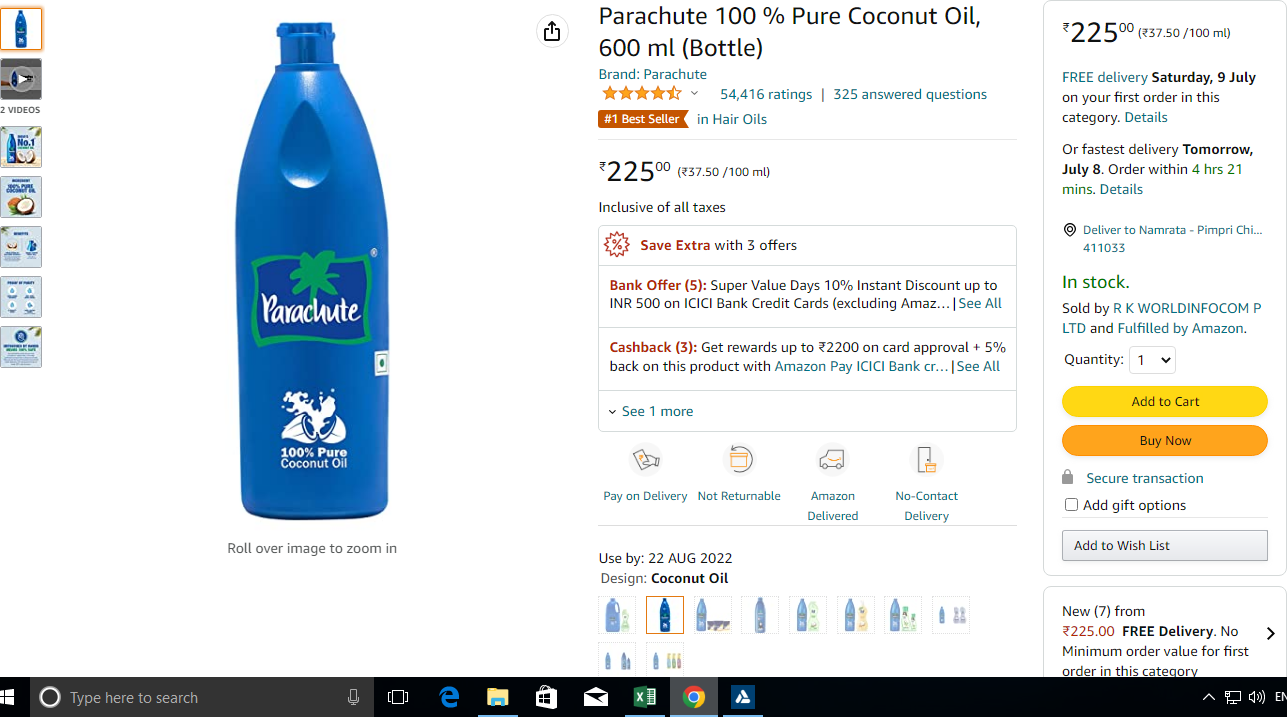 2 VIDEOS
No.1
100% PURE
COCONUT OIL
Parachute
®
100% Pure
Coconut Oil
Roll over image to zoom in
Parachute 100 % Pure Coconut Oil,
600 ml (Bottle)
Brand: Parachute
54,416 ratings | 325 answered questions
#1 Best Seller in Hair Oils
₹22500 (₹37.50 /100 ml)
Inclusive of all taxes
Save Extra with 3 offers
Bank Offer (5): Super Value Days 10% Instant Discount up to
INR 500 on ICICI Bank Credit Cards (excluding Amaz… | See All
Cashback (3): Get rewards up to ₹2200 on card approval + 5%
back on this product with Amazon Pay ICICI Bank cr… | See All
See 1 more
Pay on Delivery Not Returnable Amazon Delivered No-Contact Delivery
Use by: 22 AUG 2022
Design: Coconut Oil
₹22500 (₹37.50 /100 ml)
FREE delivery Saturday, 9 July
on your first order in this
category. Details
Or fastest delivery Tomorrow,
July 8. Order within 4 hrs 21
mins. Details
Deliver to Namrata - Pimpri Chi...
411033
In stock.
Sold by R K WORLDINFOCOM P
LTD and Fulfilled by Amazon.
Quantity: 1
Add to Cart
Buy Now
Secure transaction
Add gift options
Add to Wish List
New (7) from
₹225.00 FREE Delivery. No
Minimum order value for first
order in this category
Type here to search
EN